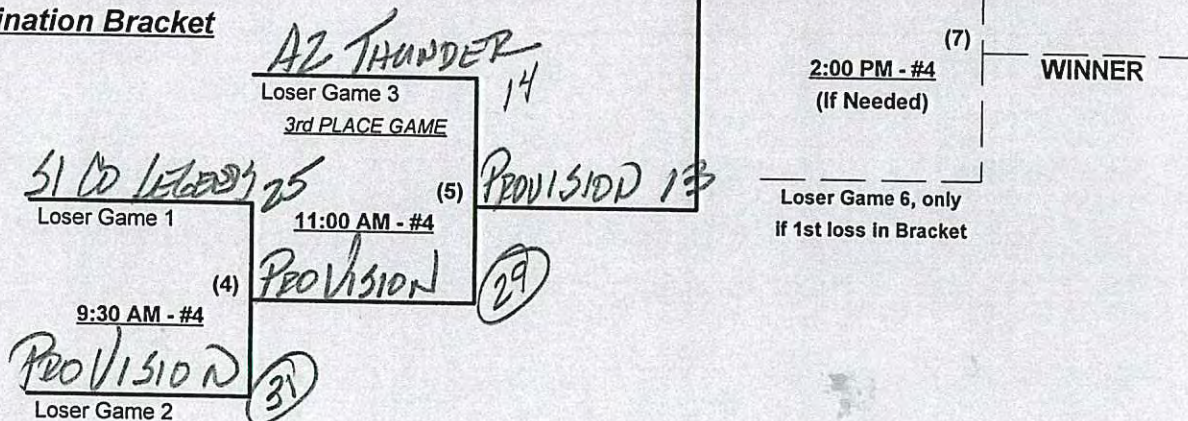 ination Bracket
AZ THUNDER
14
Loser Game 3
3rd PLACE GAME
(7)
2:00 PM - #4
(If Needed)
WINNER
LEGENDS 25
Loser Game 1
(5)
11:00 AM - #4
PROVISION 13
Loser Game 6, only
if 1st loss in Bracket
(4)
PROVISION
29
9:30 AM - #4
PROVISION
31
Loser Game 2